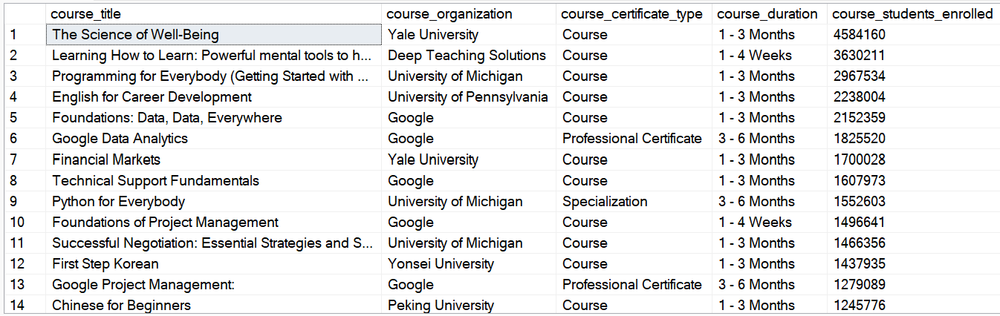 course_title course_organization course_certificate_type course_duration course_students_enrolled
1 The Science of Well-Being Yale University Course 1 - 3 Months 4584160
2 Learning How to Learn: Powerful mental tools to h... Deep Teaching Solutions Course 1 - 4 Weeks 3630211
3 Programming for Everybody (Getting Started with ... University of Michigan Course 1 - 3 Months 2967534
4 English for Career Development University of Pennsylvania Course 1 - 3 Months 2238004
5 Foundations: Data, Data, Everywhere Google Course 1 - 3 Months 2152359
6 Google Data Analytics Google Professional Certificate 3 - 6 Months 1825520
7 Financial Markets Yale University Course 1 - 3 Months 1700028
8 Technical Support Fundamentals Google Course 1 - 3 Months 1607973
9 Python for Everybody University of Michigan Specialization 3 - 6 Months 1552603
10 Foundations of Project Management Google Course 1 - 4 Weeks 1496641
11 Successful Negotiation: Essential Strategies and S... University of Michigan Course 1 - 3 Months 1466356
12 First Step Korean Yonsei University Course 1 - 3 Months 1437935
13 Google Project Management: Google Professional Certificate 3 - 6 Months 1279089
14 Chinese for Beginners Peking University Course 1 - 3 Months 1245776